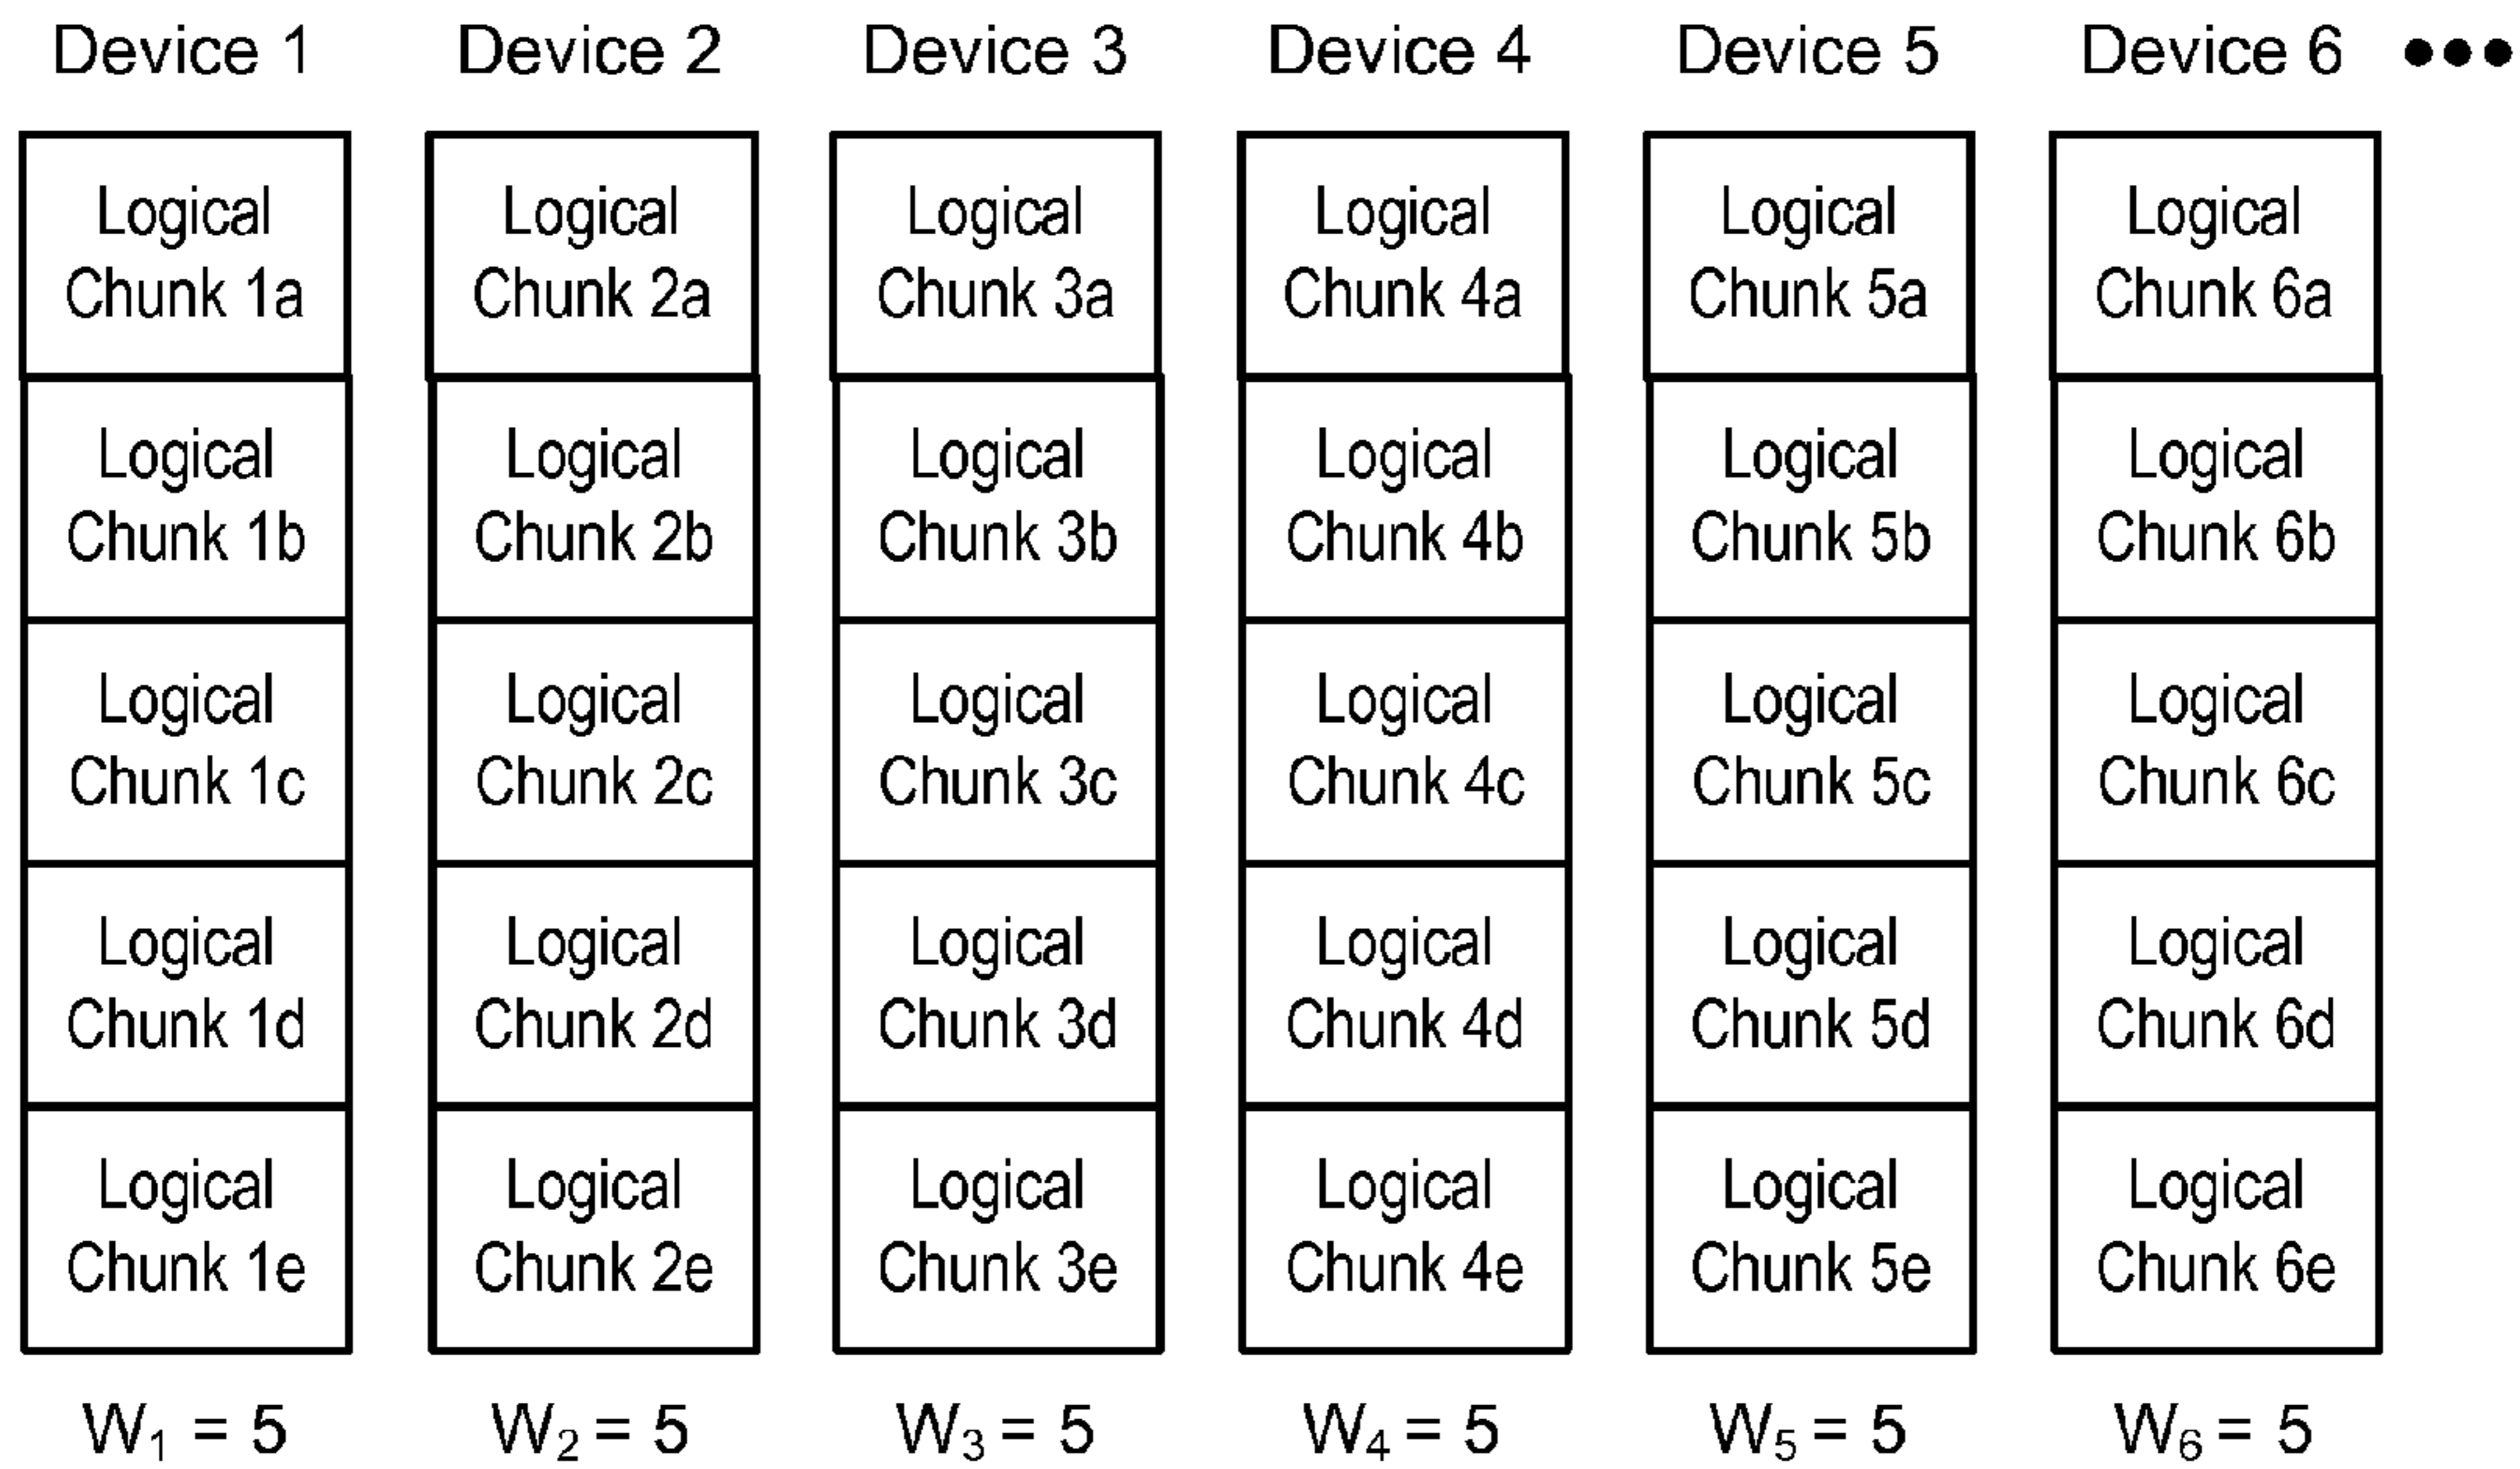 Device 1 Device 2 Device 3 Device 4 Device 5 Device 6 •••
Logical Logical Logical Logical Logical Logical
Chunk 1a Chunk 2a Chunk 3a Chunk 4a Chunk 5a Chunk 6a
Logical Logical Logical Logical Logical Logical
Chunk 1b Chunk 2b Chunk 3b Chunk 4b Chunk 5b Chunk 6b
Logical Logical Logical Logical Logical Logical
Chunk 1c Chunk 2c Chunk 3c Chunk 4c Chunk 5c Chunk 6c
Logical Logical Logical Logical Logical Logical
Chunk 1d Chunk 2d Chunk 3d Chunk 4d Chunk 5d Chunk 6d
Logical Logical Logical Logical Logical Logical
Chunk 1e Chunk 2e Chunk 3e Chunk 4e Chunk 5e Chunk 6e
W₁ = 5 W₂ = 5 W₃ = 5 W₄ = 5 W₅ = 5 W₆ = 5